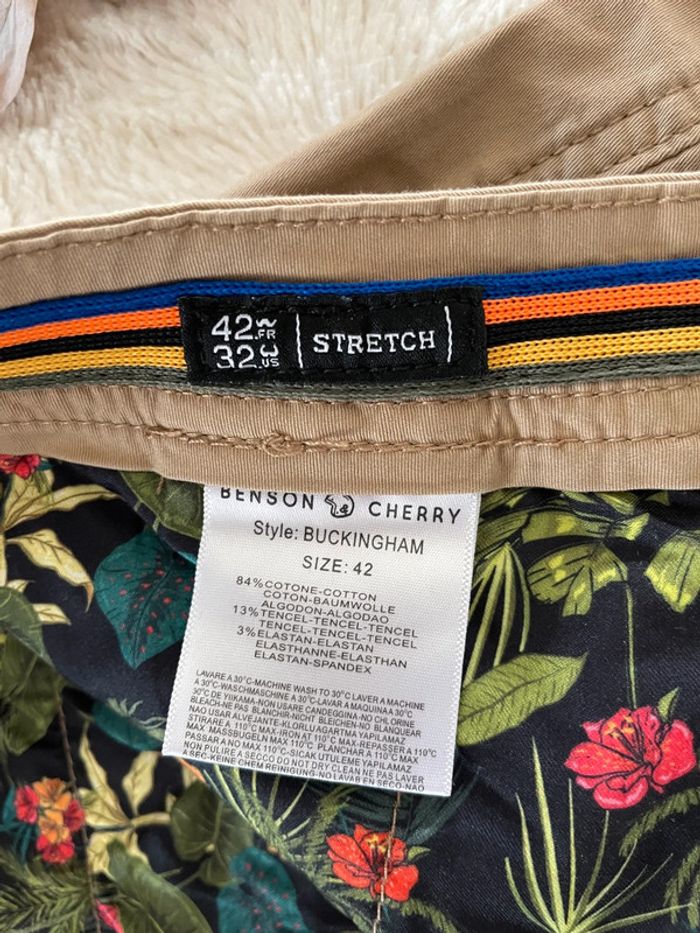 42 FR
32 US
STRETCH
BENSON CHERRY
Style: BUCKINGHAM
SIZE: 42
84%COTONE-COTTON
COTON-BAUMWOLLE
ALGODON-ALGODAO
13%TENCEL-TENCEL-TENCEL
TENCEL-TENCEL-TENCEL
3%ELASTAN-ELASTAN
ELASTHANNE-ELASTHAN
ELASTAN-SPANDEX
LAVARE A 30°C-MACHINE WASH TO 30°C LAVER A MACHINE
A 30°C-WASCHMASCHINE A 30°C-LAVAR A MAQUINA A 30°C
30°C DE YIIKAMA-NON USARE CANDEGGINA-NO CHLORINE
BLEACH-NE PAS BLANCHIR-NICHT BLEICHEN-NO BLANQUEAR
NAO USAR ALVEJANTE-KLORLUAGARTMA YAPILAMAZ
STIRARE A 110°C MAX-IRON AT 110°C MAX-REPASSER A 110°C
MAX MASSBUGELN MAX 110°C PLANCHAR A 110°C MAX
PASSAR A NO MAX 110°C-SICAK UTULEME YAPILAMAZ
NON PULIRE A SECCO DO NOT DRY CLEAN NE PAS LAVER
A SEC-KEINE CHEM REINIGUNG-NO LAVAR EN SECO-NAO